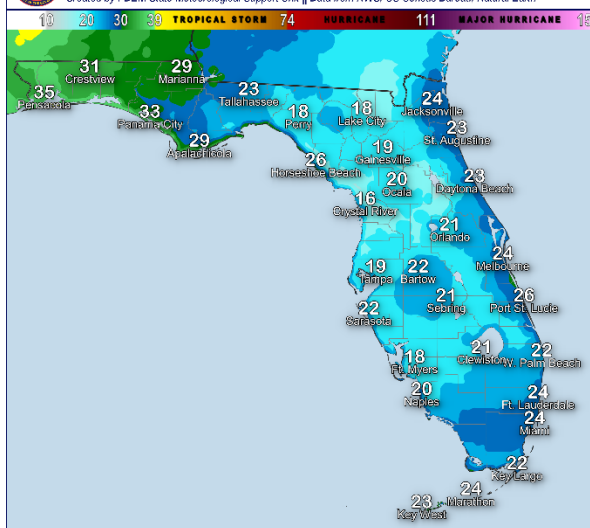 Created by FDEM State Meteorological Support Unit || Data from NWS, US Census Bureau, Natural Earth
10 20 30 39 TROPICAL STORM 74 HURRICANE 111 MAJOR HURRICANE
31
Crestview
29
Marianna
35
Pensacola
33
Panama City
23
Tallahassee
29
Apalachicola
18
Perry
18
Lake City
24
Jacksonville
23
St. Augustine
26
Horseshoe Beach
19
Gainesville
20
Ocala
23
Daytona Beach
16
Crystal River
21
Orlando
24
Melbourne
19
Tampa
22
Bartow
21
Sebring
26
Port St. Lucie
22
Sarasota
18
Ft. Myers
21
Clewiston
22
W. Palm Beach
20
Naples
24
Ft. Lauderdale
24
Miami
22
Key Largo
24
Marathon
23
Key West